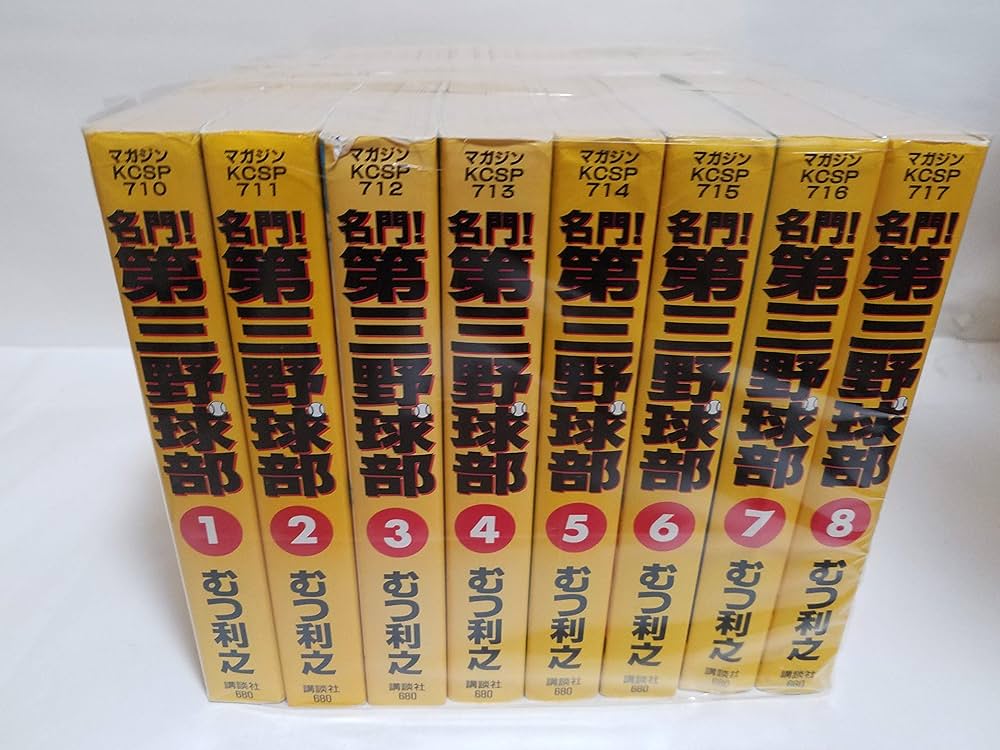 マガジン
KCSP
710
名門!
第三野球部
1
むつ利之
講談社
680
マガジン
KCSP
711
名門!
第三野球部
2
むつ利之
講談社
680
マガジン
KCSP
712
名門!
第三野球部
3
むつ利之
講談社
680
マガジン
KCSP
713
名門!
第三野球部
4
むつ利之
講談社
680
マガジン
KCSP
714
名門!
第三野球部
5
むつ利之
講談社
680
マガジン
KCSP
715
名門!
第三野球部
6
むつ利之
講談社
680
マガジン
KCSP
716
名門!
第三野球部
7
むつ利之
講談社
680
マガジン
KCSP
717
名門!
第三野球部
8
むつ利之
講談社
680